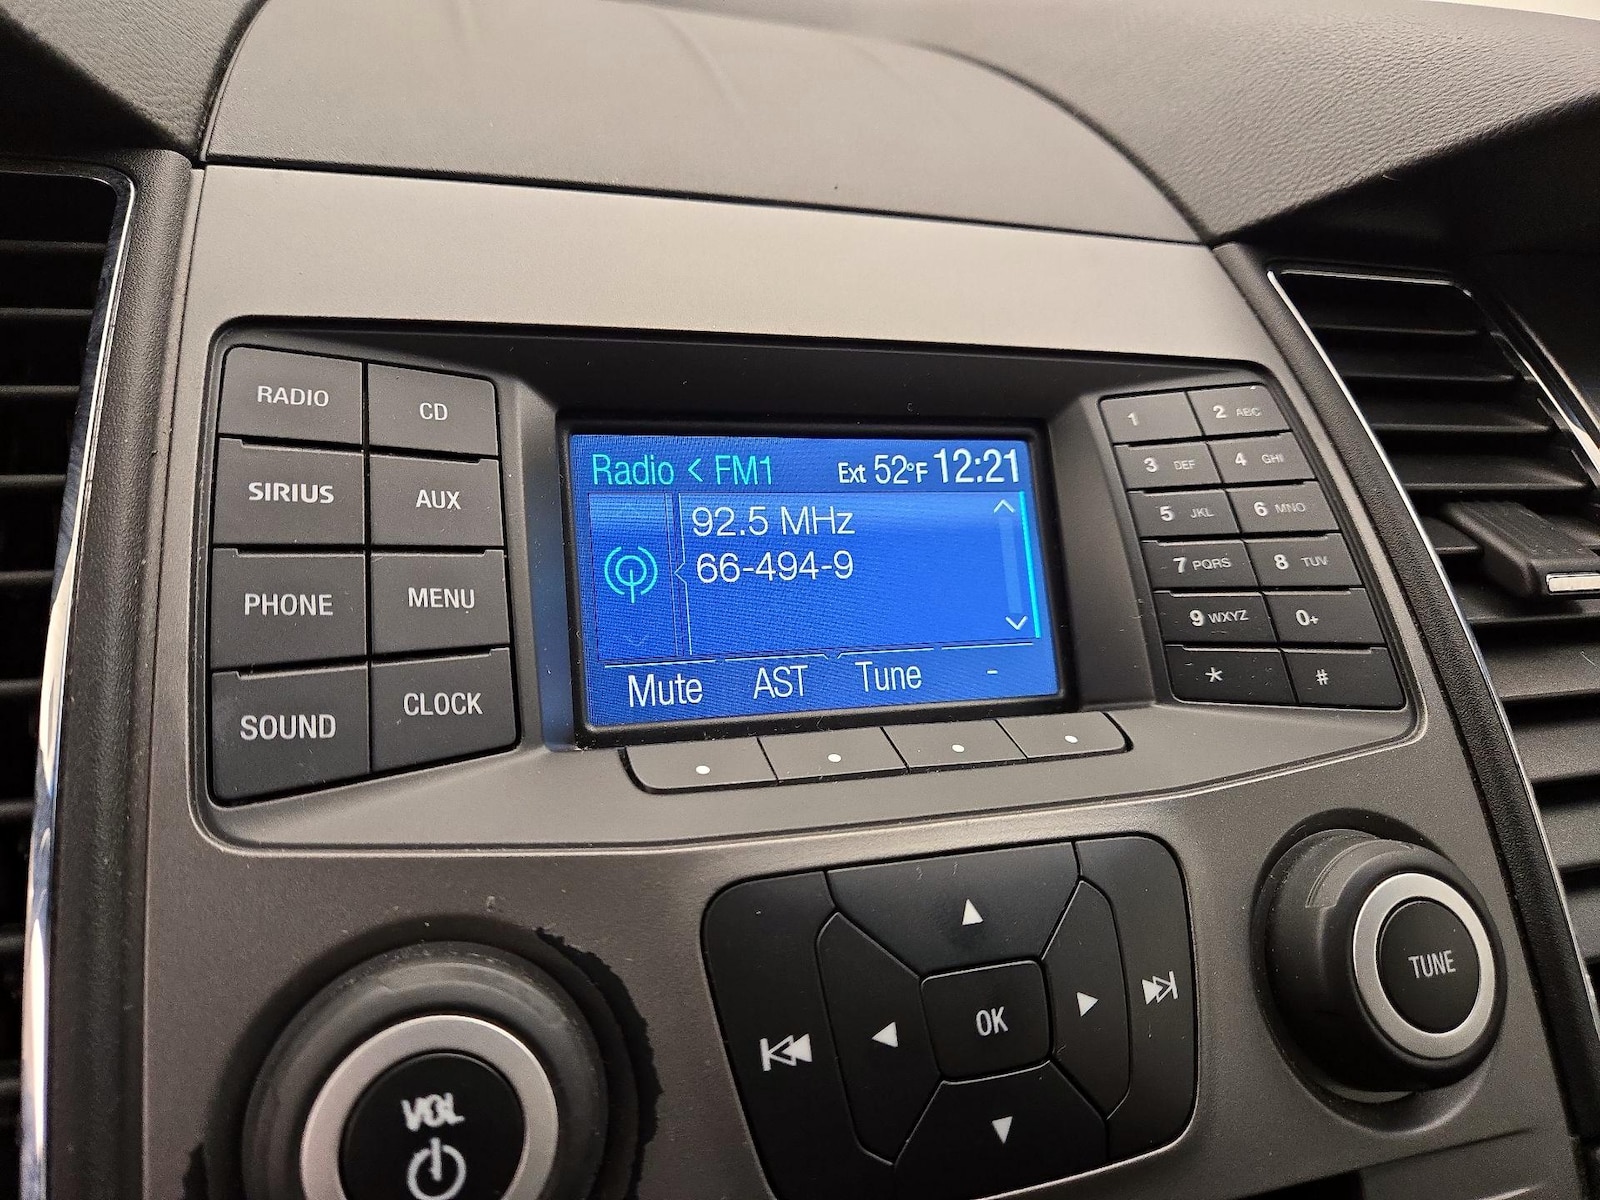 RADIO
CD
SIRIUS
AUX
PHONE
MENU
SOUND
CLOCK
Radio < FM1 Ext 52°F 12:21
92.5 MHz
66-494-9
Mute AST Tune -
1 2 ABC
3 DEF 4 GHI
5 JKL 6 MNO
7 PQRS 8 TUV
9 WXYZ 0+
* #
OK
TUNE
VOL